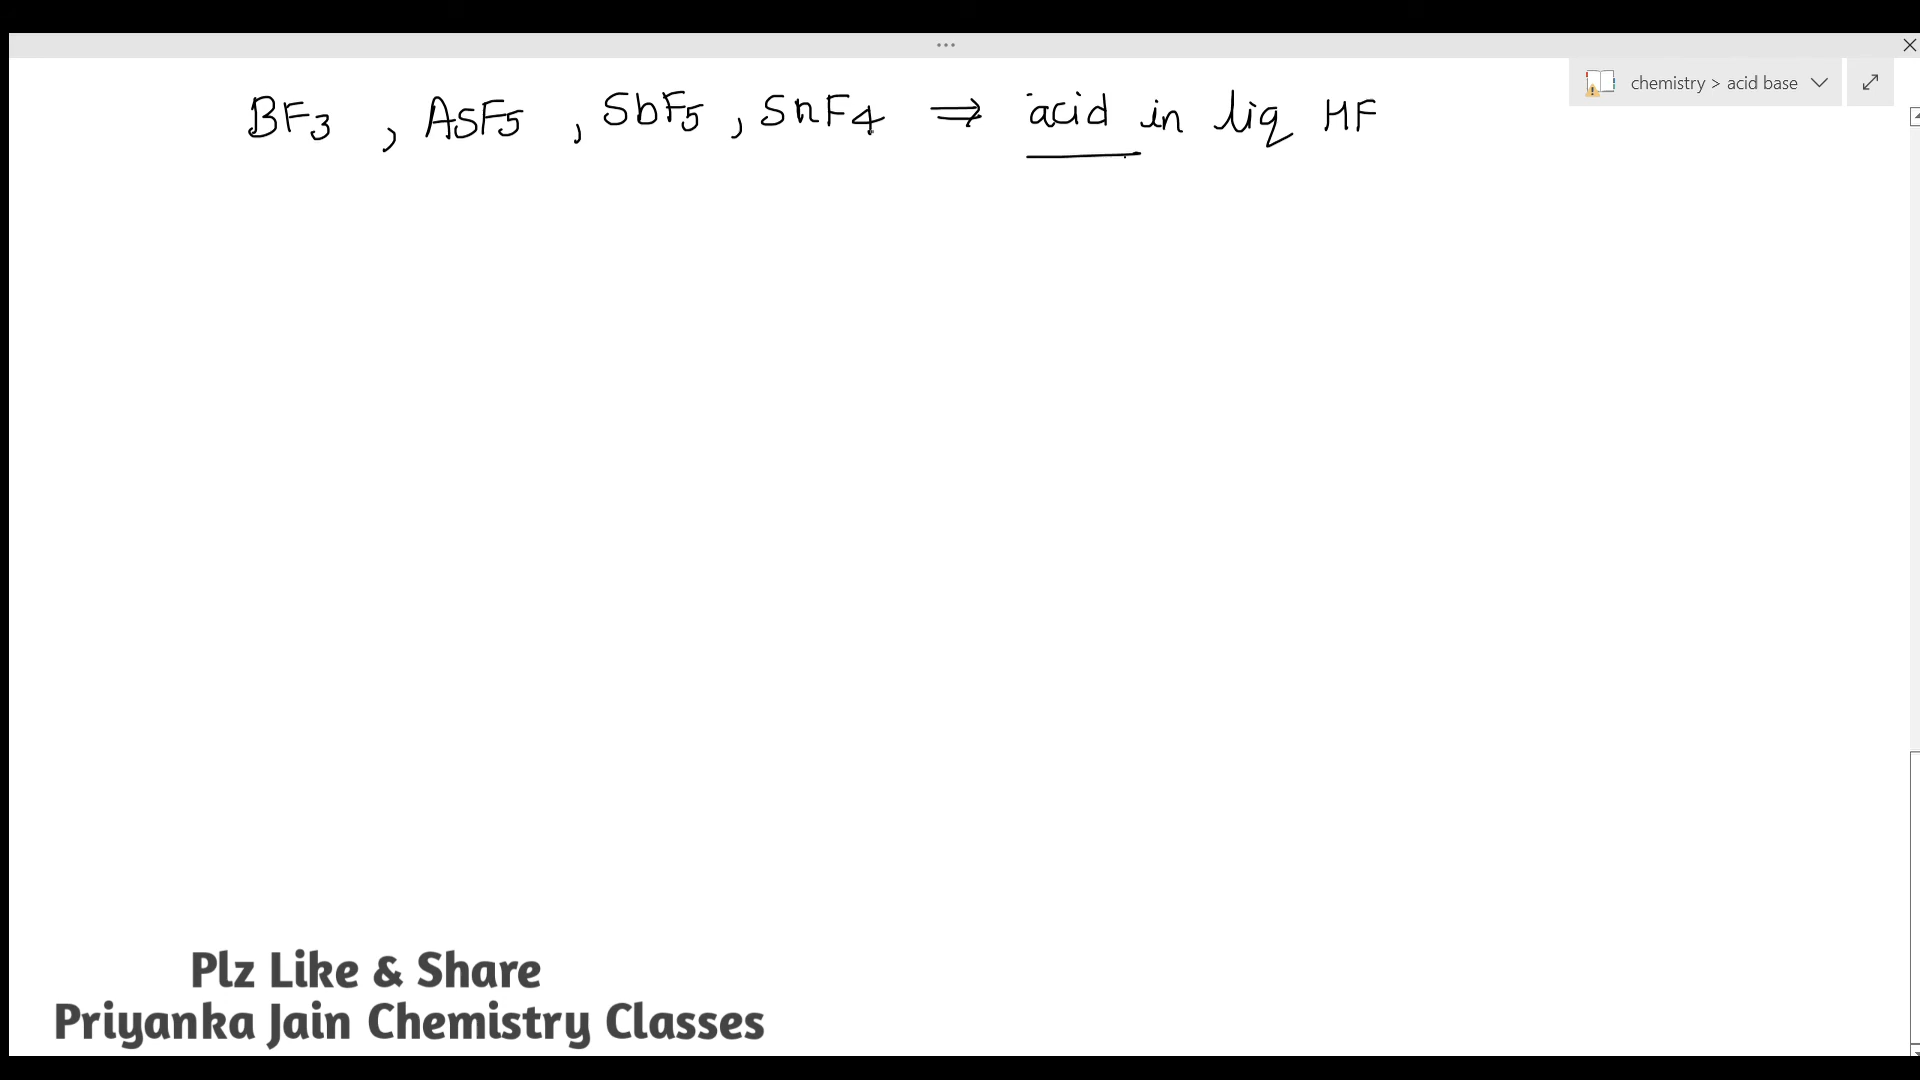 ...
chemistry > acid base
BF3 , AsF5 , SbF5 , SnF4 ⇒ acid in liq HF
Plz Like & Share
Priyanka Jain Chemistry Classes